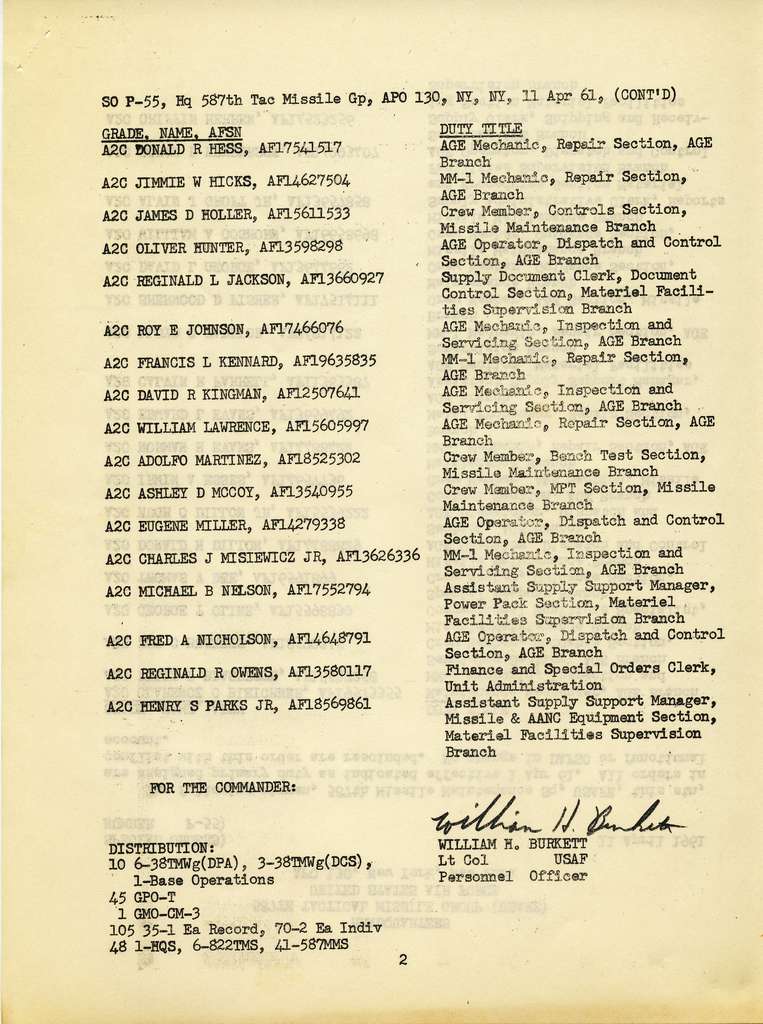 SO P-55, Hq 587th Tac Missile Gp, APO 130, NY, NY, 11 Apr 61, (CONT'D)
GRADE, NAME, AFSN DUTY TITLE
A2C DONALD R HESS, AF17541517 AGE Mechanic, Repair Section, AGE
Branch
A2C JIMMIE W HICKS, AF14627504 MM-1 Mechanic, Repair Section,
AGE Branch
A2C JAMES D HOLLER, AF15611533 Crew Member, Controls Section,
Missile Maintenance Branch
A2C OLIVER HUNTER, AF13598298 AGE Operator, Dispatch and Control
Section, AGE Branch
A2C REGINALD L JACKSON, AF13660927 Supply Document Clerk, Document
Control Section, Materiel Facili-
ties Supervision Branch
A2C ROY E JOHNSON, AF17466076 AGE Mechanic, Inspection and
Servicing Section, AGE Branch
A2C FRANCIS L KENNARD, AF19635835 MM-1 Mechanic, Repair Section,
AGE Branch
A2C DAVID R KINGMAN, AF12507641 AGE Mechanic, Inspection and
Servicing Section, AGE Branch
A2C WILLIAM LAWRENCE, AF15605997 AGE Mechanic, Repair Section, AGE
Branch
A2C ADOLFO MARTINEZ, AF18525302 Crew Member, Bench Test Section,
Missile Maintenance Branch
A2C ASHLEY D MCCOY, AF13540955 Crew Member, MPT Section, Missile
Maintenance Branch
A2C EUGENE MILLER, AF14279338 AGE Operator, Dispatch and Control
Section, AGE Branch
A2C CHARLES J MISIEWICZ JR, AF13626336 MM-1 Mechanic, Inspection and
Servicing Section, AGE Branch
A2C MICHAEL B NELSON, AF17552794 Assistant Supply Support Manager,
Power Pack Section, Materiel
Facilities Supervision Branch
A2C FRED A NICHOLSON, AF14648791 AGE Operator, Dispatch and Control
Section, AGE Branch
A2C REGINALD R OWENS, AF13580117 Finance and Special Orders Clerk,
Unit Administration
A2C HENRY S PARKS JR, AF18569861 Assistant Supply Support Manager,
Missile & AANC Equipment Section,
Materiel Facilities Supervision
Branch
FOR THE COMMANDER:
William H. Burkett
WILLIAM H. BURKETT
Lt Col USAF
Personnel Officer
DISTRIBUTION:
10 6-38TMWg(DPA), 3-38TMWg(DCS),
1-Base Operations
45 GPO-T
1 GMO-CM-3
105 35-1 Ea Record, 70-2 Ea Indiv
48 1-HQS, 6-822TMS, 41-587MMS
2